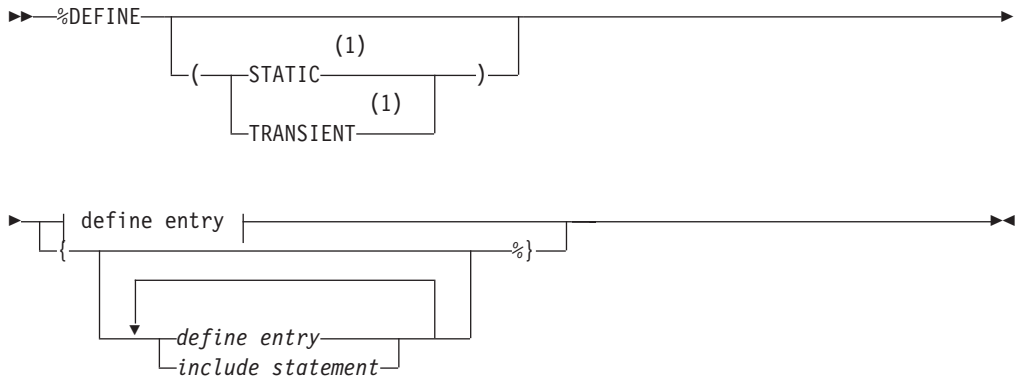 %DEFINE
(1)
( STATIC )
(1)
TRANSIENT
define entry
{ %}
define entry
include statement